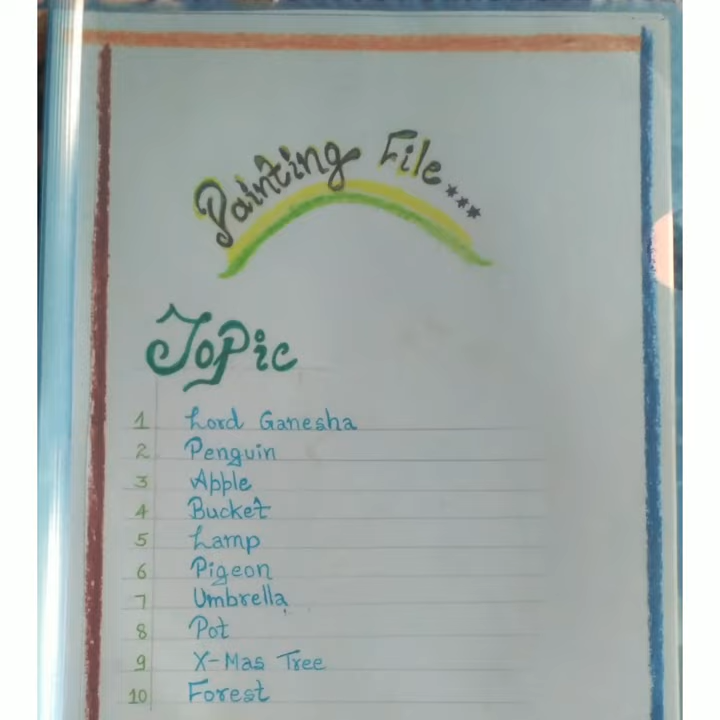 Painting File...
Topic
1 Lord Ganesha
2 Penguin
3 Apple
4 Bucket
5 Lamp
6 Pigeon
7 Umbrella
8 Pot
9 X-Mas Tree
10 Forest